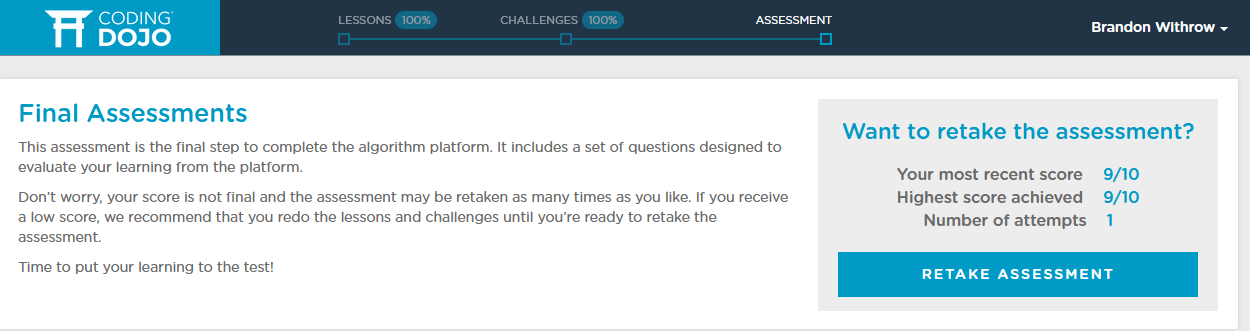 CODING DOJO
LESSONS 100%
CHALLENGES 100%
ASSESSMENT
Brandon Withrow
Final Assessments
This assessment is the final step to complete the algorithm platform. It includes a set of questions designed to
evaluate your learning from the platform.
Don't worry, your score is not final and the assessment may be retaken as many times as you like. If you receive
a low score, we recommend that you redo the lessons and challenges until you're ready to retake the
assessment.
Time to put your learning to the test!
Want to retake the assessment?
Your most recent score 9/10
Highest score achieved 9/10
Number of attempts 1
RETAKE ASSESSMENT